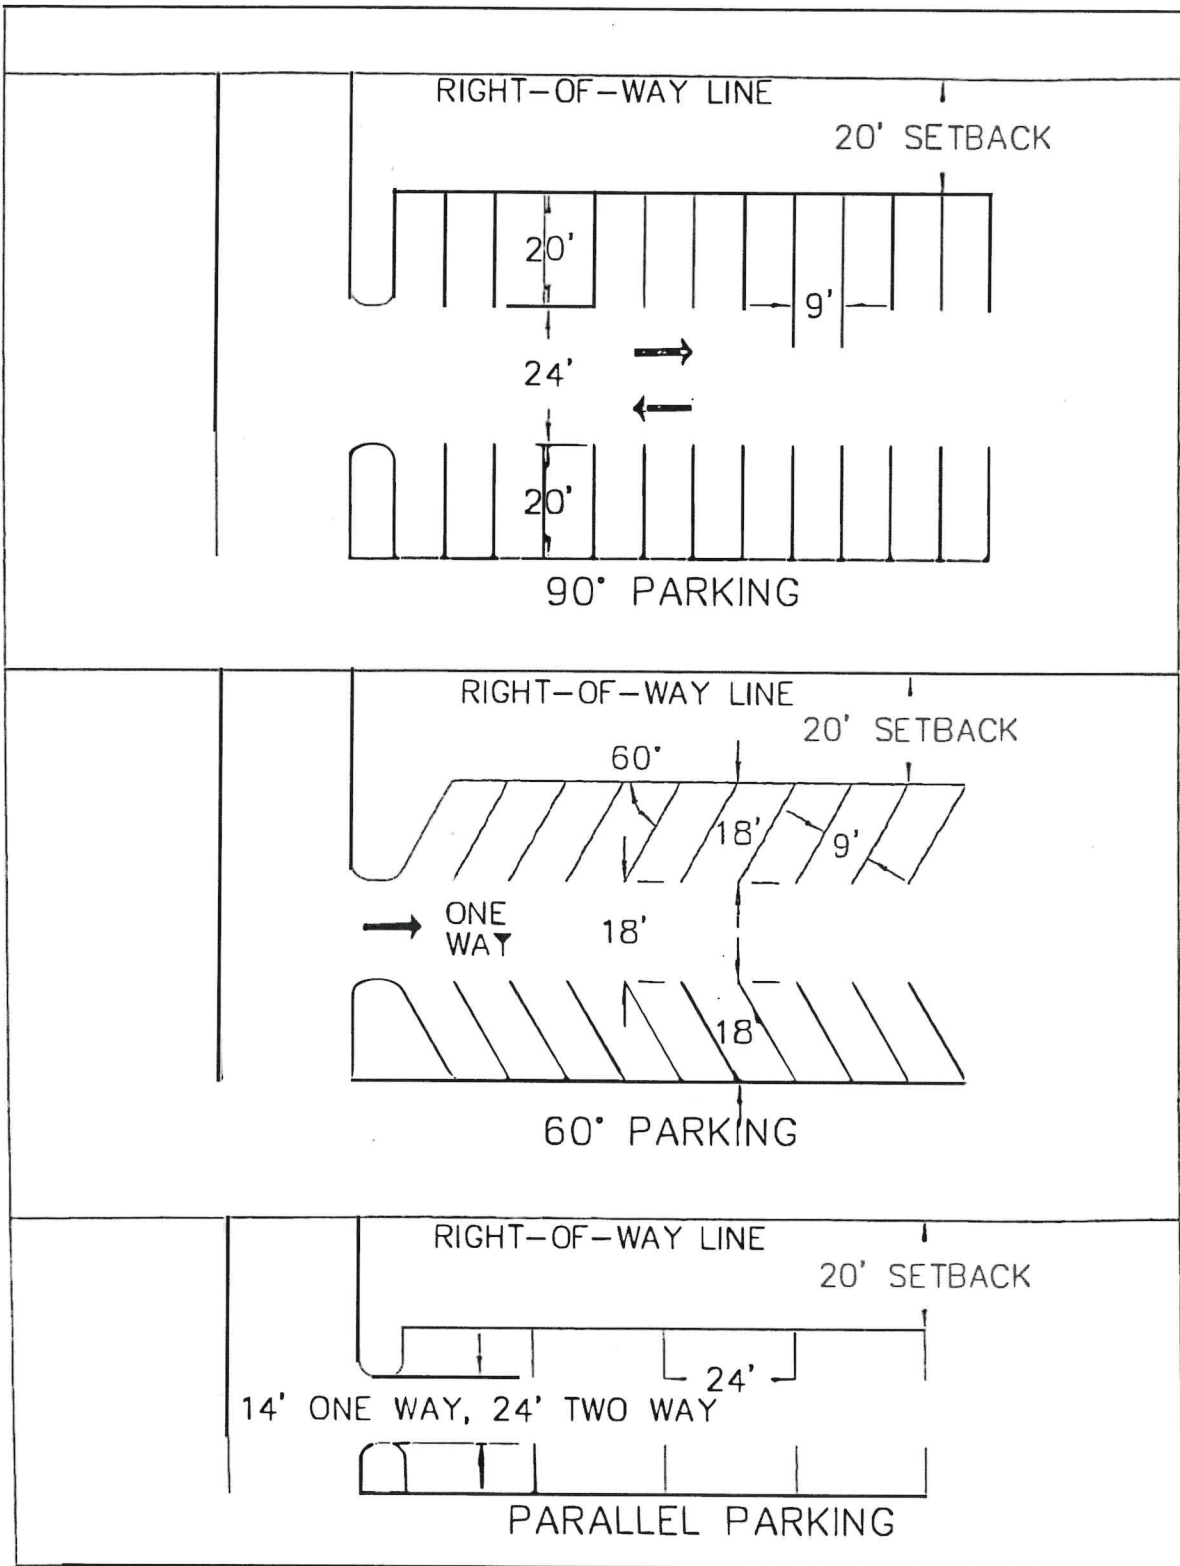 RIGHT-OF-WAY LINE
20' SETBACK
20'
9'
24'
20'
90° PARKING
RIGHT-OF-WAY LINE
20' SETBACK
60°
18'
9'
ONE
WAY
18'
18'
60° PARKING
RIGHT-OF-WAY LINE
20' SETBACK
24'
14' ONE WAY, 24' TWO WAY
PARALLEL PARKING